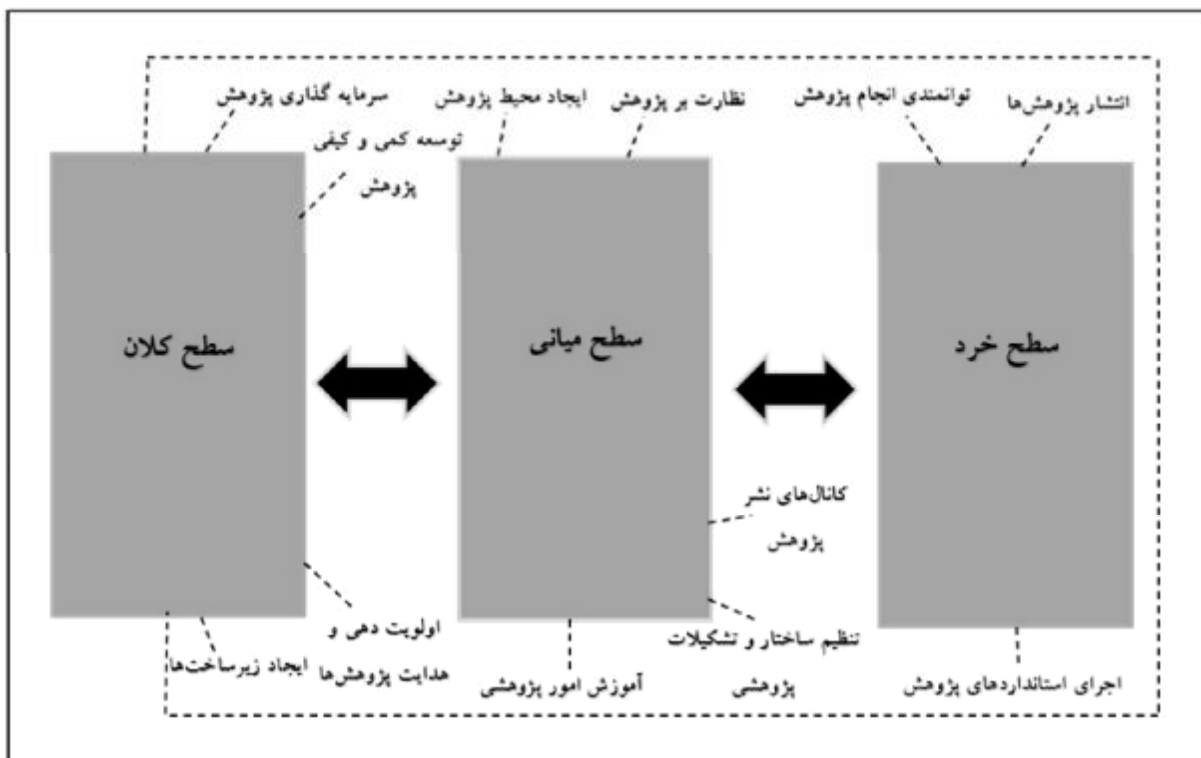 انتشار پژوهش‌ها
توانمندی انجام پژوهش
نظارت بر پژوهش
ایجاد محیط پژوهش
سرمایه گذاری پژوهش
توسعه کمی و کیفی
پژوهش
سطح خرد
سطح میانی
سطح کلان
کانال‌های نشر
پژوهش
تنظیم ساختار و تشکیلات
پژوهشی
اولویت دهی و
هدایت پژوهش‌ها
اجرای استانداردهای پژوهش
آموزش امور پژوهشی
ایجاد زیرساخت‌ها